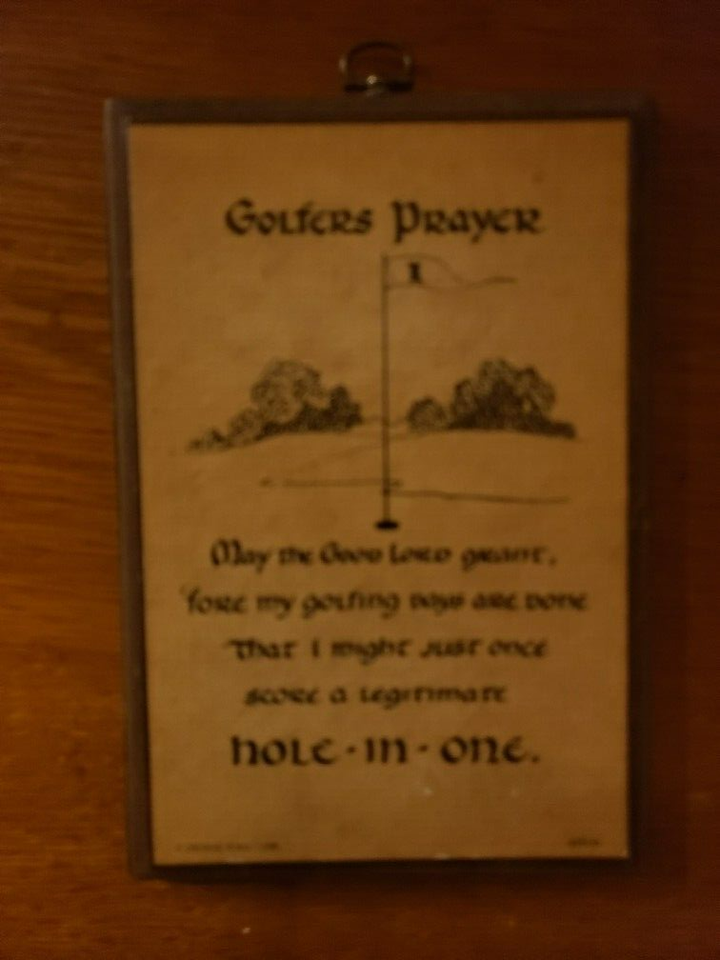 Golfers Prayer
1
May the Good Lord grant,
'fore my golfing days are done
That I might just once
score a legitimate
hole · in · one.